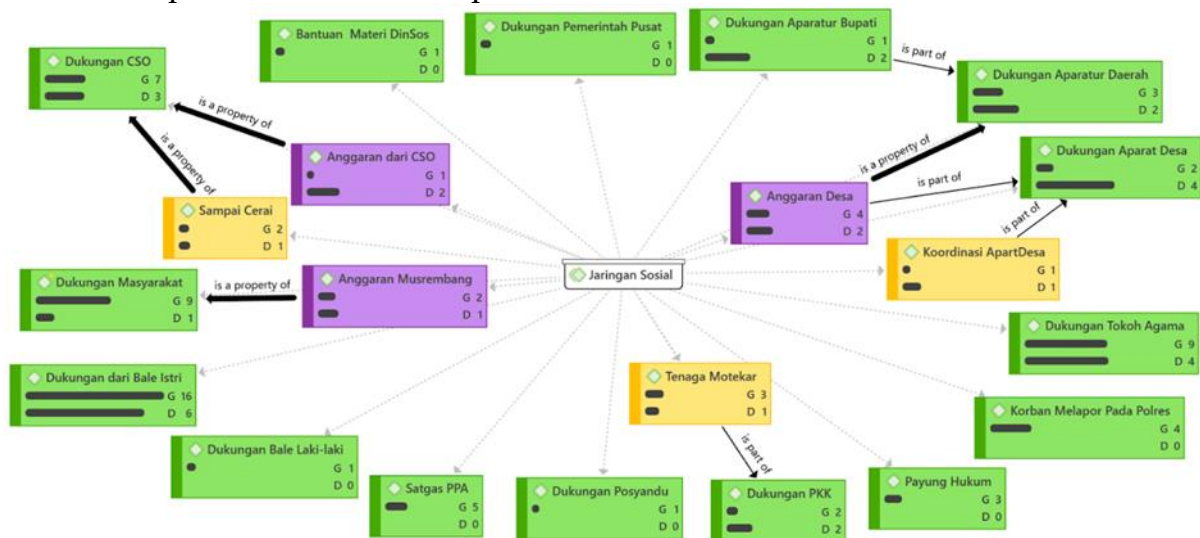 Bantuan Materi DinSos
G 1
D 0
Dukungan Pemerintah Pusat
G 1
D 0
Dukungan Aparatur Bupati
G 1
D 2
is part of
Dukungan CSO
G 7
D 3
Dukungan Aparatur Daerah
G 3
D 2
is a property of
is a property of
Anggaran dari CSO
G 1
D 2
is a property of
is part of
Dukungan Aparat Desa
G 2
D 4
Anggaran Desa
G 4
D 2
is part of
Sampai Cerai
G 2
D 1
Koordinasi ApartDesa
G 1
D 1
Jaringan Sosial
Dukungan Masyarakat
G 9
D 1
is a property of
Anggaran Musrembang
G 2
D 1
Dukungan Tokoh Agama
G 9
D 4
Dukungan dari Bale Istri
G 16
D 6
Tenaga Motekar
G 3
D 1
Korban Melapor Pada Polres
G 4
D 0
is part of
Dukungan Bale Laki-laki
G 1
D 0
Satgas PPA
G 5
D 0
Dukungan Posyandu
G 1
D 0
Dukungan PKK
G 2
D 2
Payung Hukum
G 3
D 0